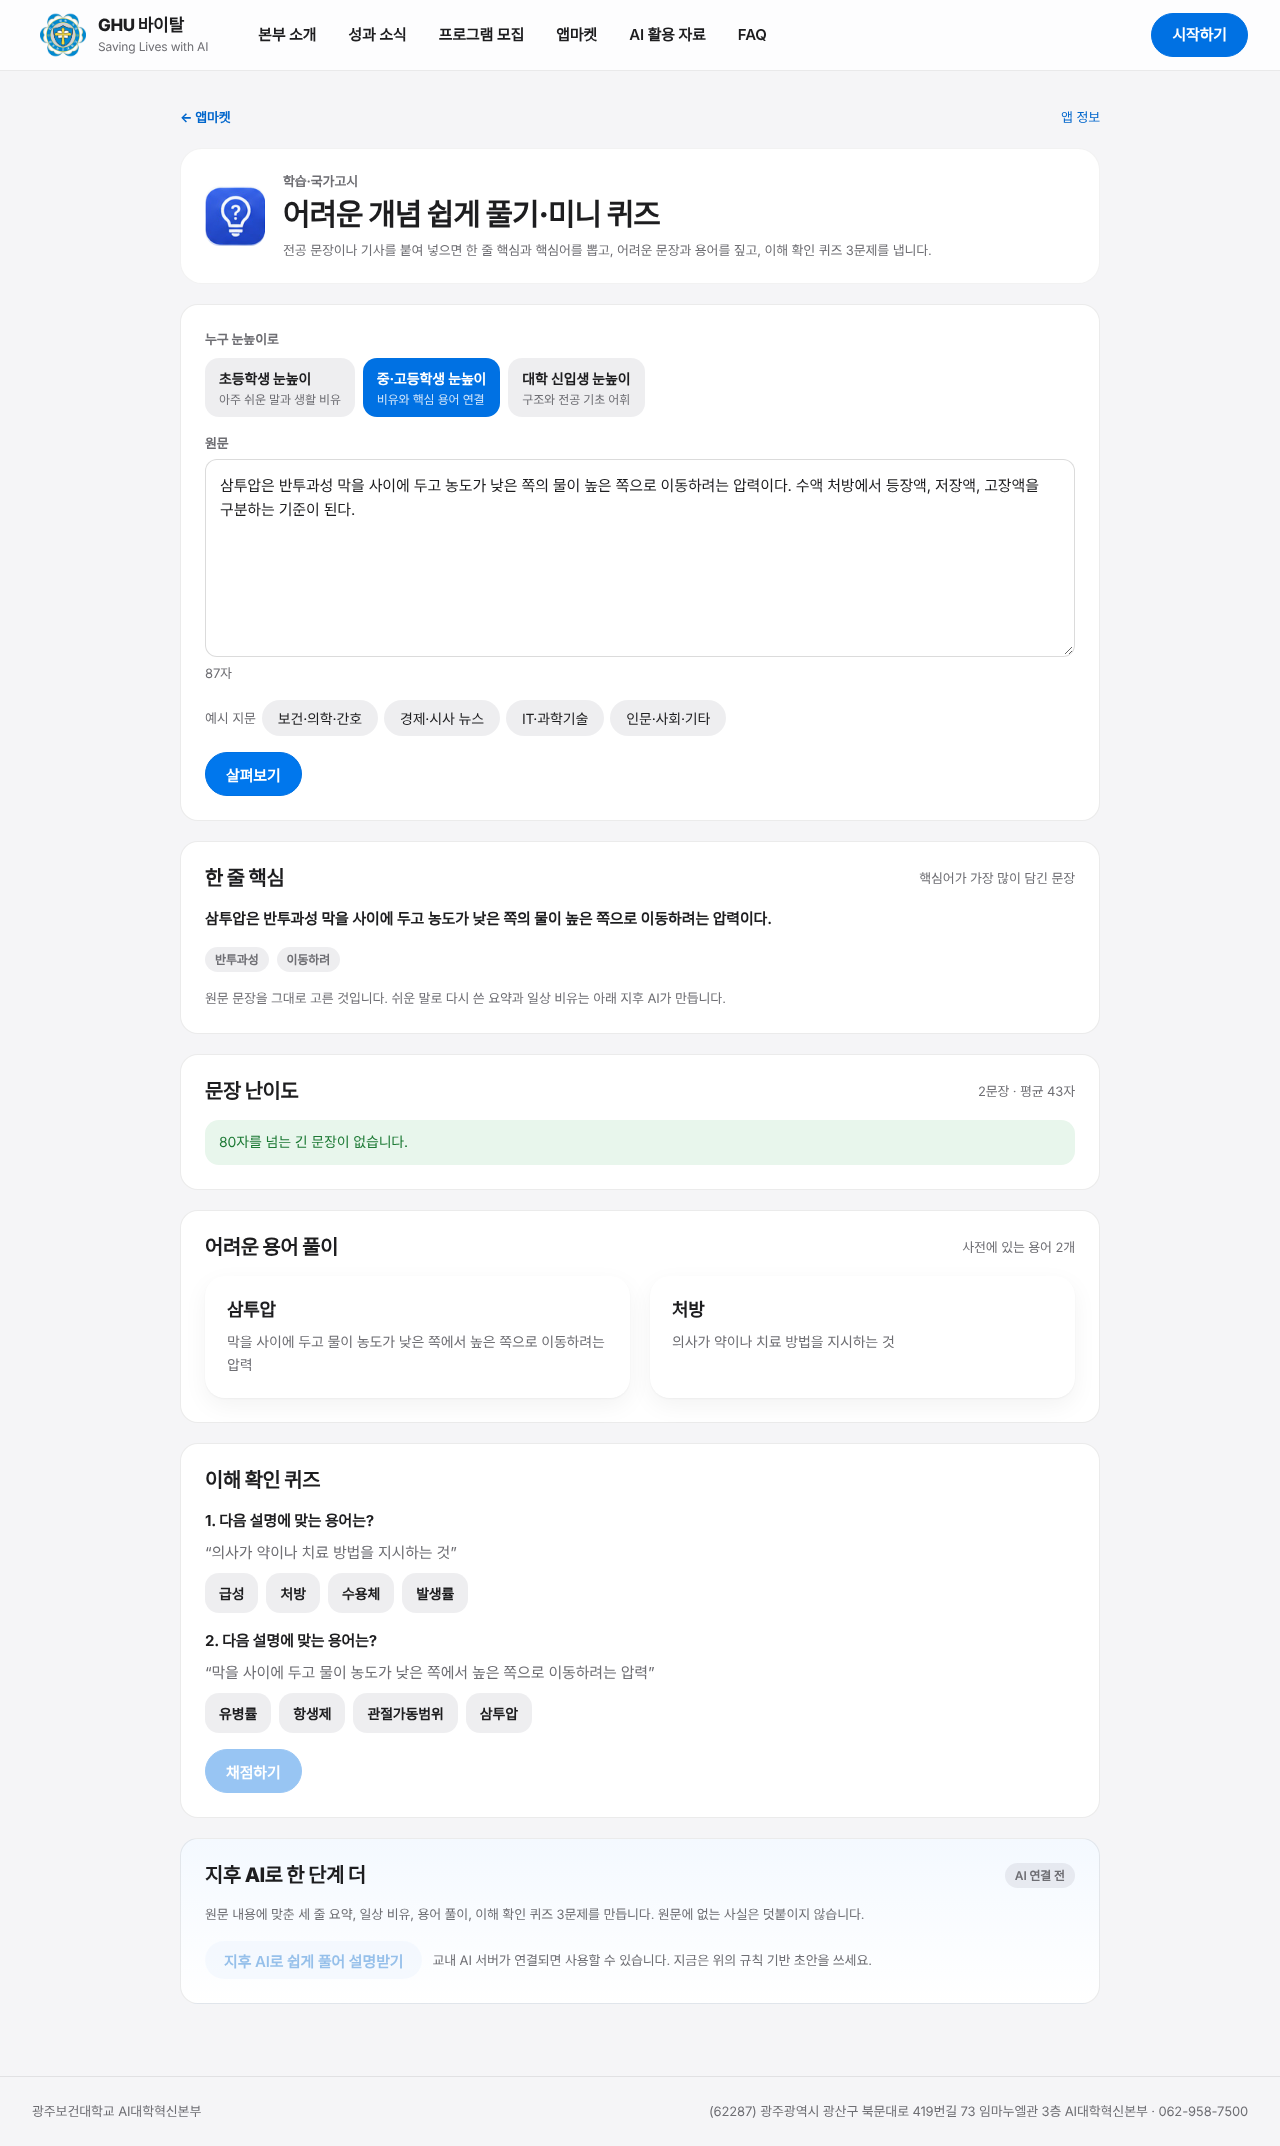 GHU 바이탈
Saving Lives with AI
본부 소개
성과 소식
프로그램 모집
앱마켓
AI 활용 자료
FAQ
시작하기
← 앱마켓
앱 정보
학습·국가고시
어려운 개념 쉽게 풀기·미니 퀴즈
전공 문장이나 기사를 붙여 넣으면 한 줄 핵심과 핵심어를 뽑고, 어려운 문장과 용어를 짚고, 이해 확인 퀴즈 3문제를 냅니다.
누구 눈높이로
초등학생 눈높이
아주 쉬운 말과 생활 비유
중·고등학생 눈높이
비유와 핵심 용어 연결
대학 신입생 눈높이
구조와 전공 기초 어휘
원문
삼투압은 반투과성 막을 사이에 두고 농도가 낮은 쪽의 물이 높은 쪽으로 이동하려는 압력이다. 수액 처방에서 등장액, 저장액, 고장액을
구분하는 기준이 된다.
87자
예시 지문
보건·의학·간호
경제·시사 뉴스
IT·과학기술
인문·사회·기타
살펴보기
한 줄 핵심
핵심어가 가장 많이 담긴 문장
삼투압은 반투과성 막을 사이에 두고 농도가 낮은 쪽의 물이 높은 쪽으로 이동하려는 압력이다.
반투과성
이동하려
원문 문장을 그대로 고른 것입니다. 쉬운 말로 다시 쓴 요약과 일상 비유는 아래 지후 AI가 만듭니다.
문장 난이도
2문장 · 평균 43자
80자를 넘는 긴 문장이 없습니다.
어려운 용어 풀이
사전에 있는 용어 2개
삼투압
막을 사이에 두고 물이 농도가 낮은 쪽에서 높은 쪽으로 이동하려는
압력
처방
의사가 약이나 치료 방법을 지시하는 것
이해 확인 퀴즈
1. 다음 설명에 맞는 용어는?
“의사가 약이나 치료 방법을 지시하는 것”
급성
처방
수용체
발생률
2. 다음 설명에 맞는 용어는?
“막을 사이에 두고 물이 농도가 낮은 쪽에서 높은 쪽으로 이동하려는 압력”
유병률
항생제
관절가동범위
삼투압
채점하기
지후 AI로 한 단계 더
AI 연결 전
원문 내용에 맞춘 세 줄 요약, 일상 비유, 용어 풀이, 이해 확인 퀴즈 3문제를 만듭니다. 원문에 없는 사실은 덧붙이지 않습니다.
지후 AI로 쉽게 풀어 설명받기
교내 AI 서버가 연결되면 사용할 수 있습니다. 지금은 위의 규칙 기반 초안을 쓰세요.
광주보건대학교 AI대학혁신본부
(62287) 광주광역시 광산구 북문대로 419번길 73 임마누엘관 3층 AI대학혁신본부 · 062-958-7500